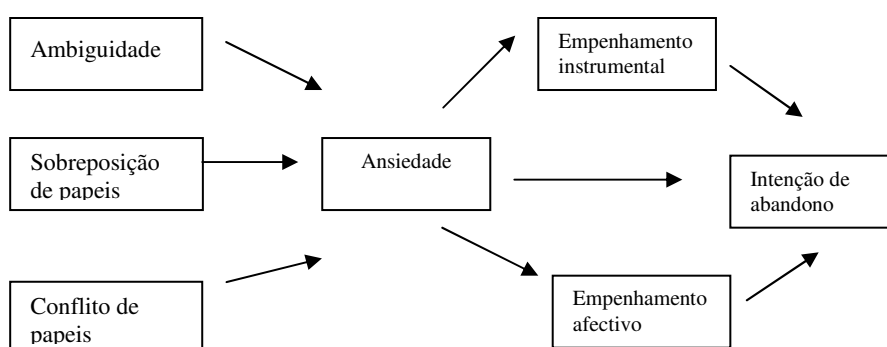 Ambiguidade
Empenhamento
instrumental
Sobreposição
de papeis
Ansiedade
Intenção de
abandono
Conflito de
papeis
Empenhamento
afectivo